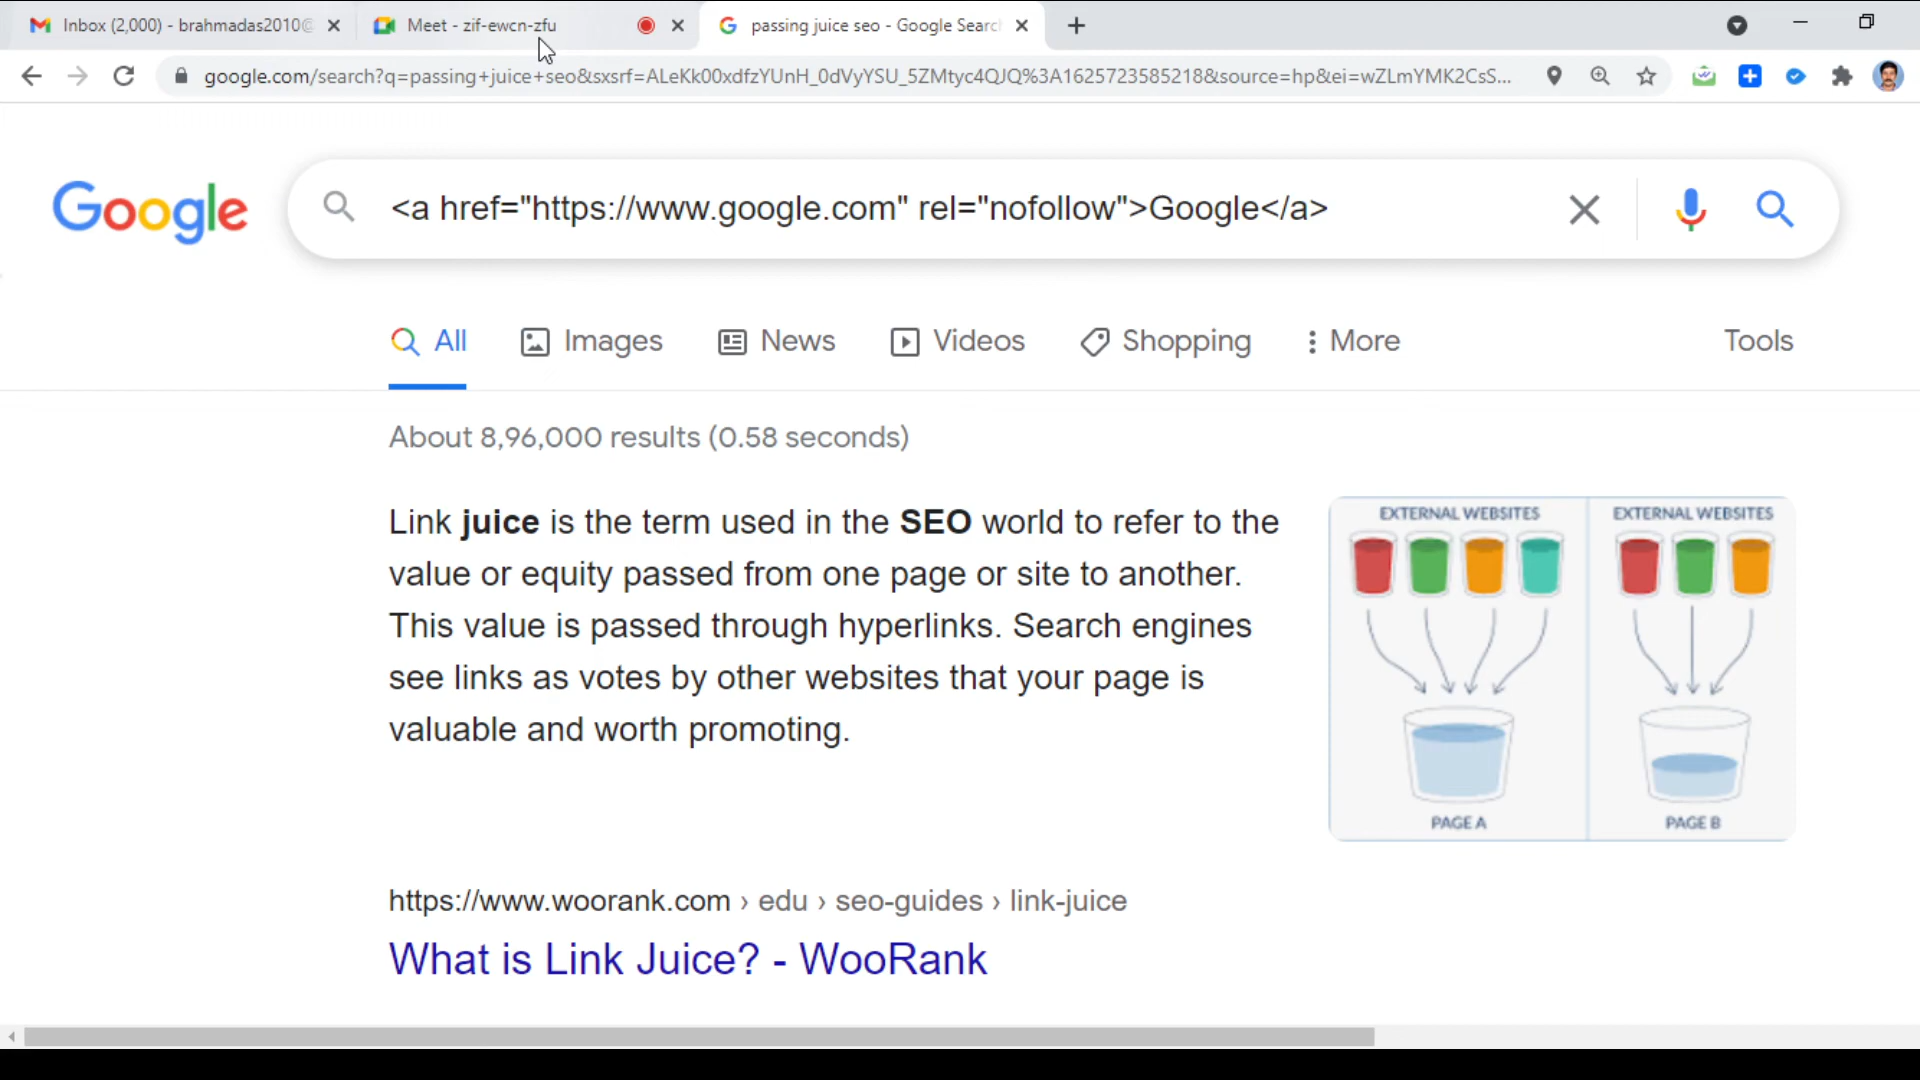 Inbox (2,000) - brahmadas2010@
Meet - zif-ewcn-zfu
passing juice seo - Google Search
google.com/search?q=passing+juice+seo&sxsrf=ALeKk00xdfzYUnH_0dVyYSU_5ZMtyc4QJQ%3A1625723585218&source=hp&ei=wZLmYMK2CsS...
Google
<a href="https://www.google.com" rel="nofollow">Google</a>
All Images News Videos Shopping More Tools
About 8,96,000 results (0.58 seconds)
Link juice is the term used in the SEO world to refer to the
value or equity passed from one page or site to another.
This value is passed through hyperlinks. Search engines
see links as votes by other websites that your page is
valuable and worth promoting.
EXTERNAL WEBSITES
EXTERNAL WEBSITES
PAGE A
PAGE B
https://www.woorank.com › edu › seo-guides › link-juice
What is Link Juice? - WooRank